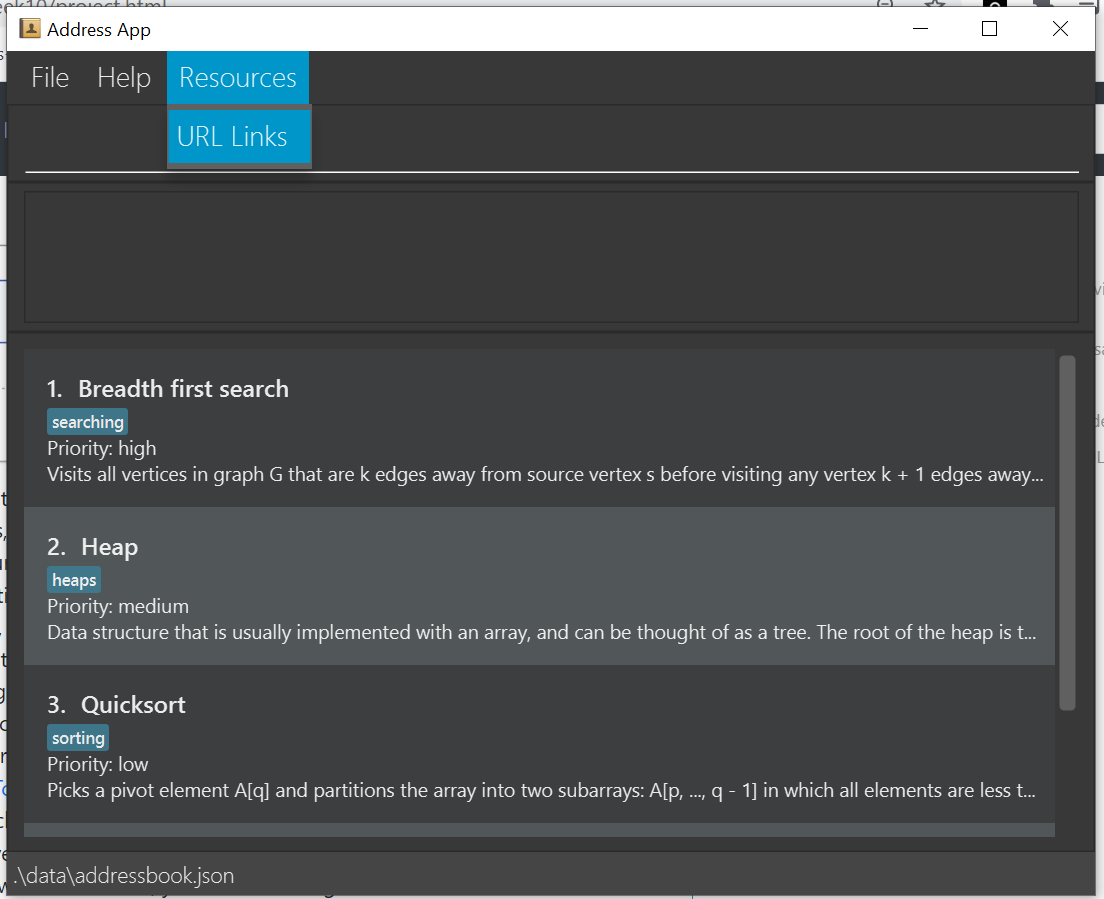 ek10/project.html
Address App
File Help Resources
URL Links
1. Breadth first search
searching
Priority: high
Visits all vertices in graph G that are k edges away from source vertex s before visiting any vertex k + 1 edges away...
2. Heap
heaps
Priority: medium
Data structure that is usually implemented with an array, and can be thought of as a tree. The root of the heap is t...
3. Quicksort
sorting
Priority: low
Picks a pivot element A[q] and partitions the array into two subarrays: A[p, ..., q - 1] in which all elements are less t...
.\data\addressbook.json